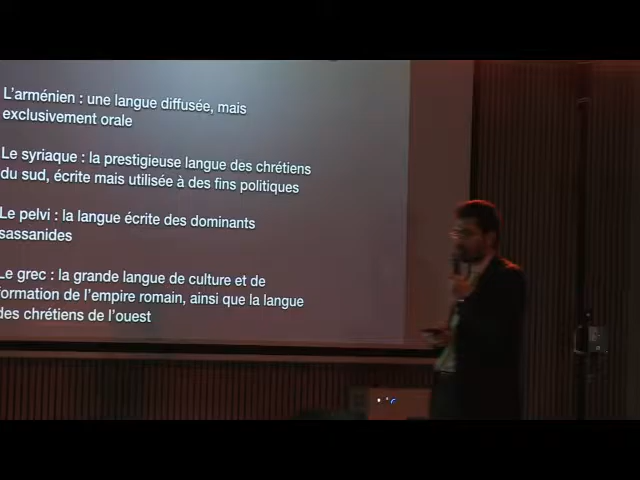 L'arménien : une langue diffusée, mais
exclusivement orale
Le syriaque : la prestigieuse langue des chrétiens
du sud, écrite mais utilisée à des fins politiques
Le pelvi : la langue écrite des dominants
sassanides
Le grec : la grande langue de culture et de
formation de l'empire romain, ainsi que la langue
des chrétiens de l'ouest